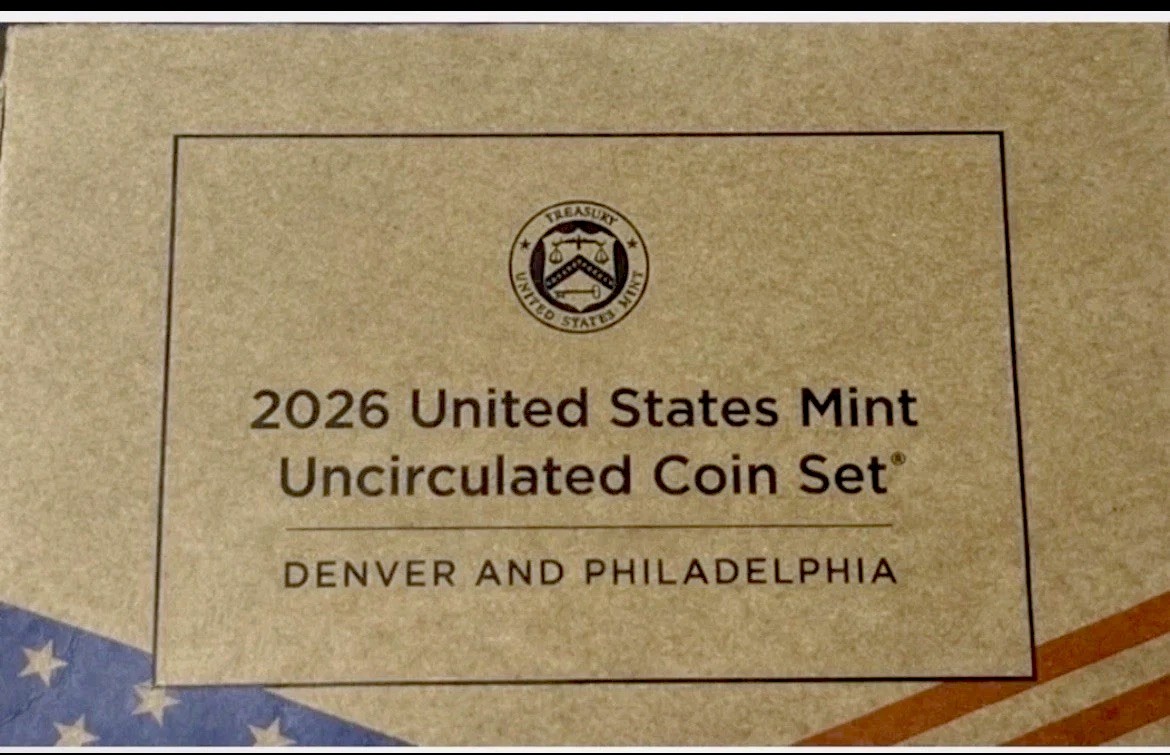 TREASURY
UNITED STATES MINT
2026 United States Mint
Uncirculated Coin Set®
DENVER AND PHILADELPHIA